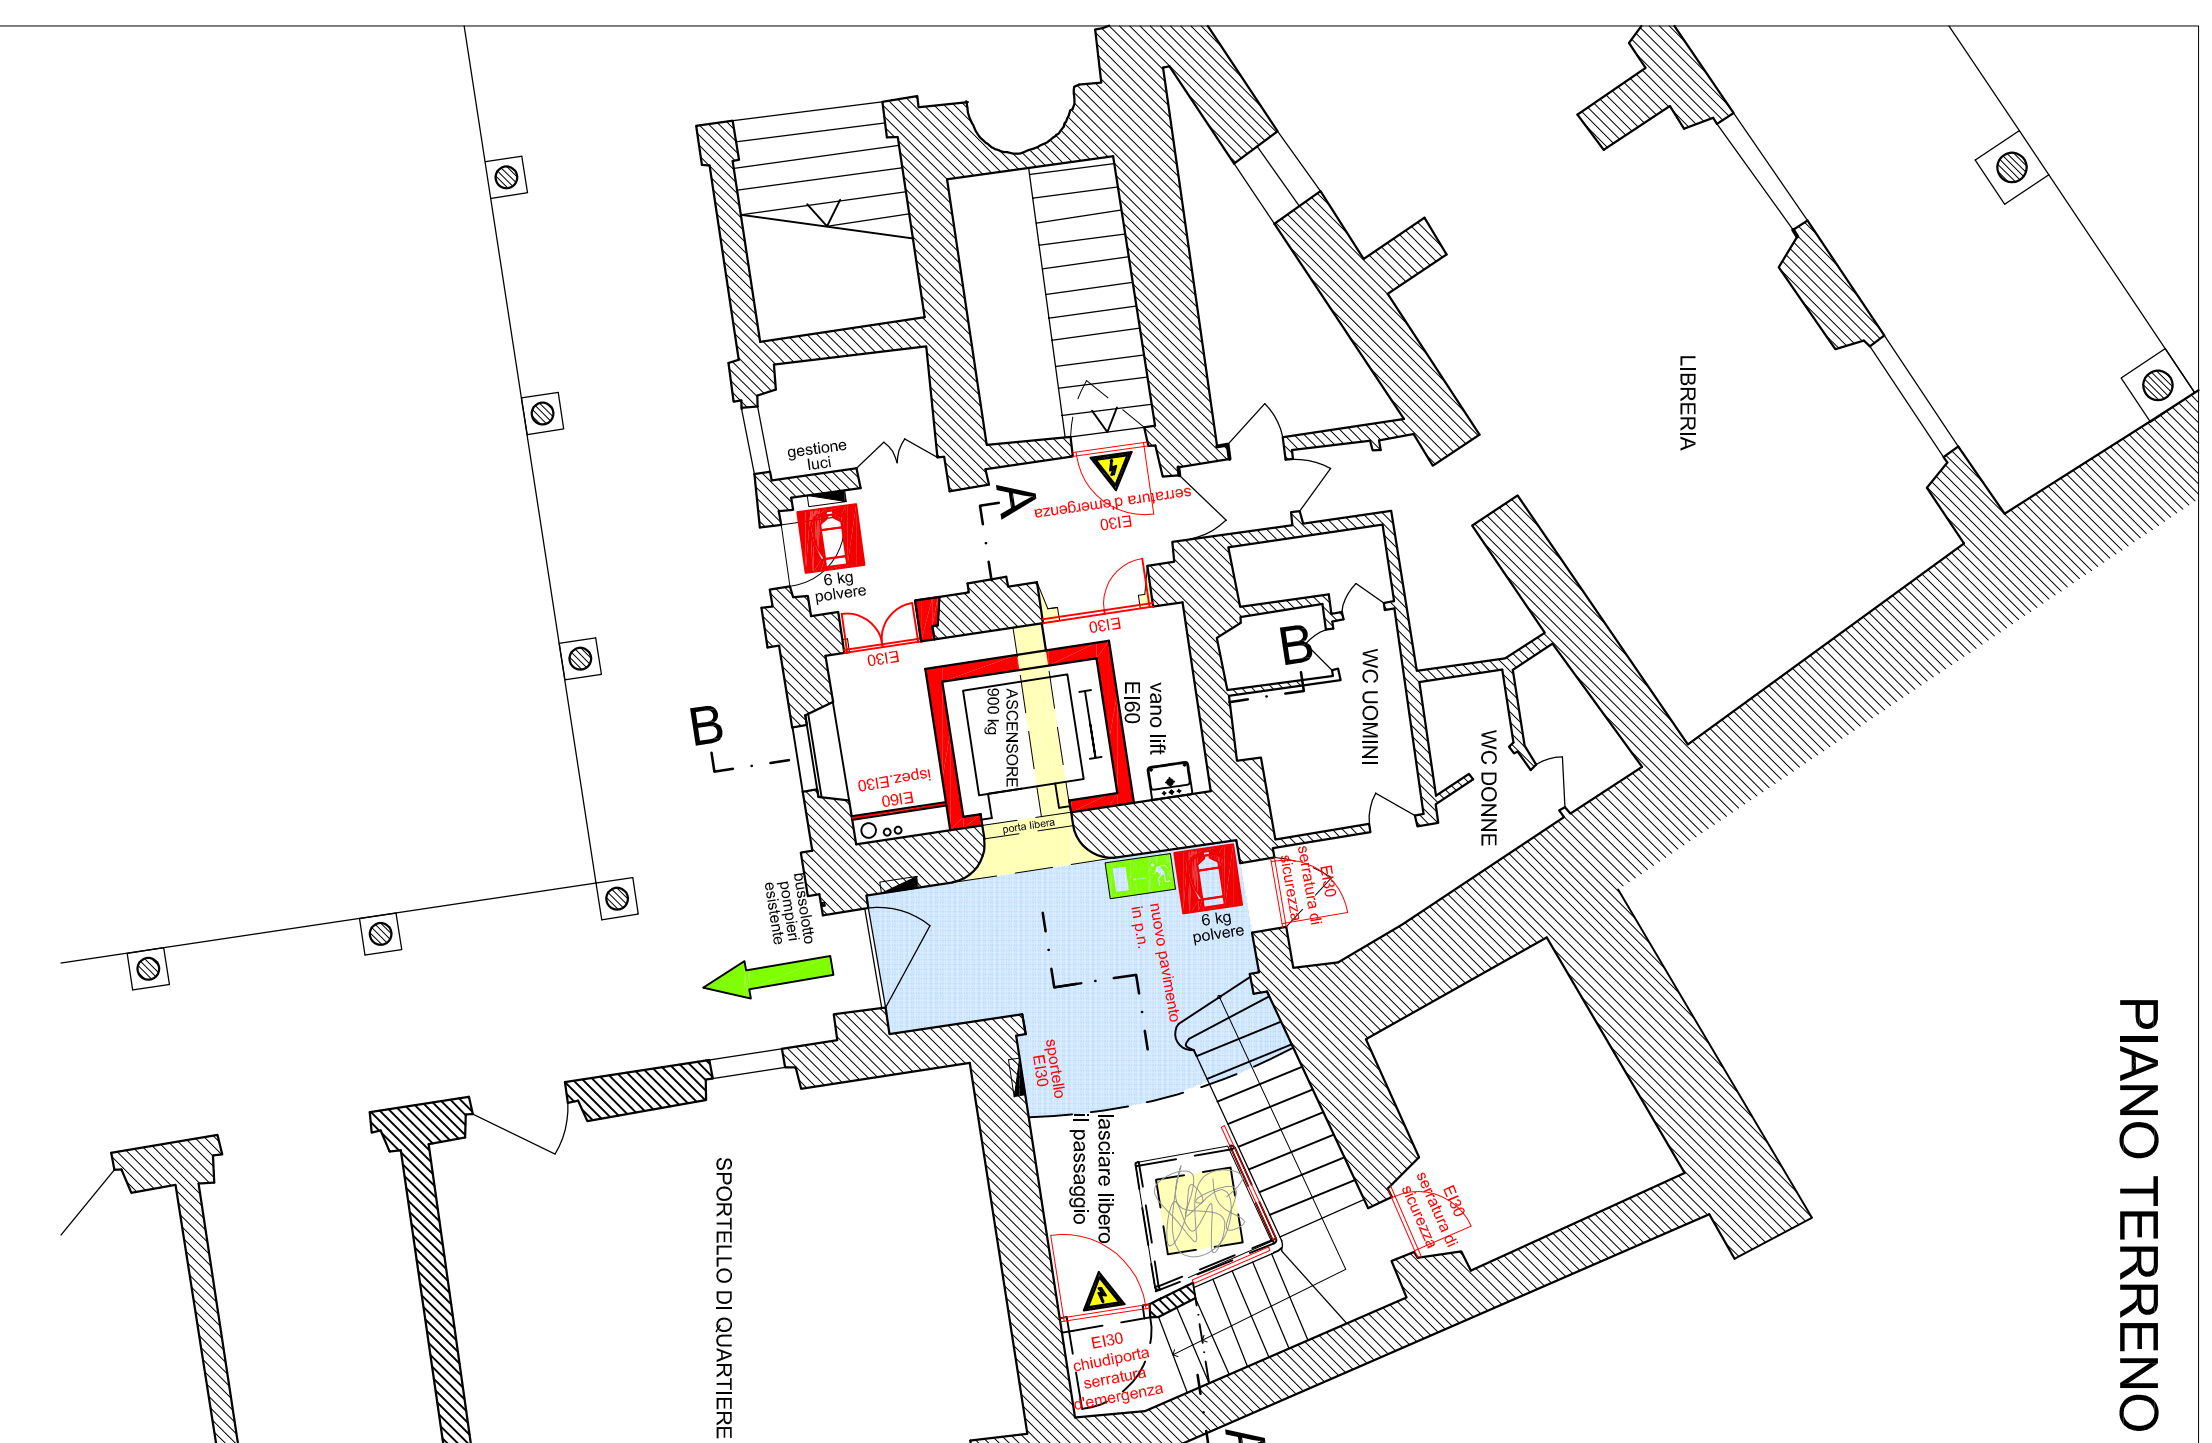 PIANO TERRENO
LIBRERIA
gestione
luci
A
serratura d'emergenza
EI30
6 kg
polvere
EI30
EI30
B
WC UOMINI
WC DONNE
vano lift
EI60
ASCENSORE
900 kg
B
ispez.EI30
EI60
porta libera
bussolotto
pompieri
esistente
EI30
serratura di
sicurezza
6 kg
polvere
nuovo pavimento
in p.n.
sportello
EI30
lasciare libero
il passaggio
EI30
serratura di
sicurezza
SPORTELLO DI QUARTIERE
EI30
chiudiporta
serratura
d'emergenza
A